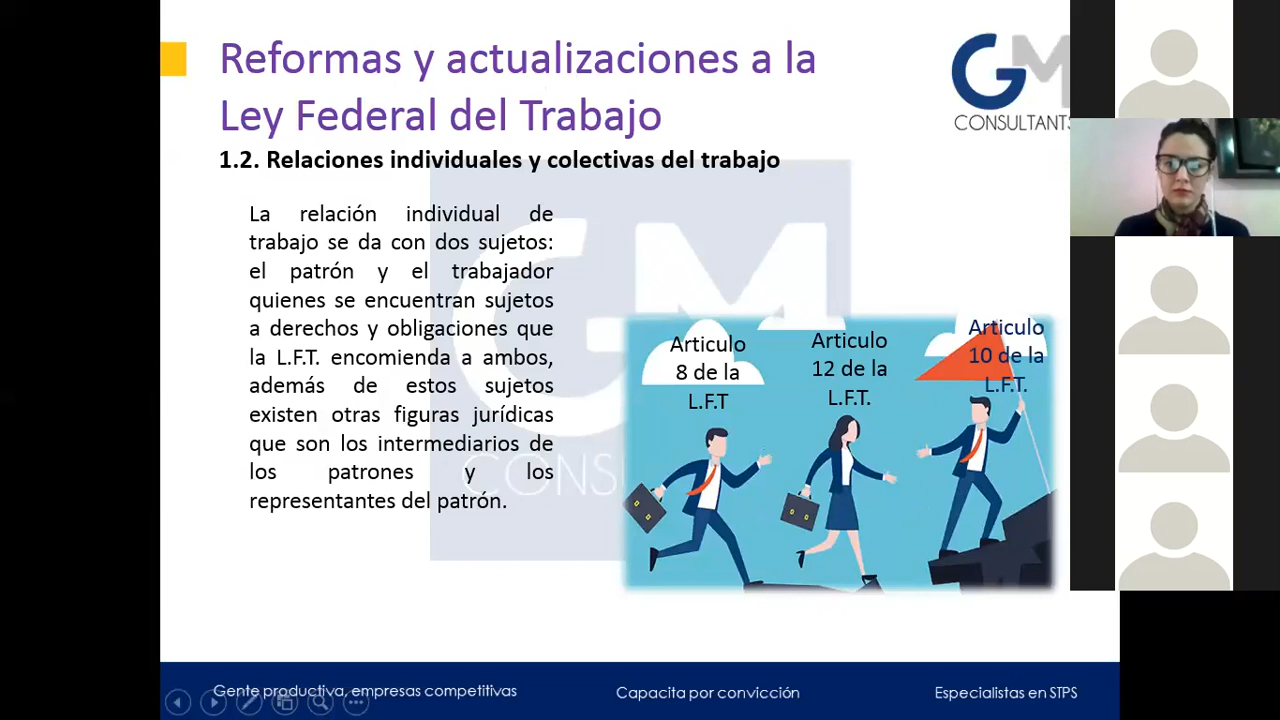 Reformas y actualizaciones a la
Ley Federal del Trabajo
GM
CONSULTANTS
1.2. Relaciones individuales y colectivas del trabajo
La relación individual de
trabajo se da con dos sujetos:
el patrón y el trabajador
quienes se encuentran sujetos
a derechos y obligaciones que
la L.F.T. encomienda a ambos,
además de estos sujetos
existen otras figuras jurídicas
que son los intermediarios de
los patrones y los
representantes del patrón.
GM
CONSU
Articulo
8 de la
L.F.T
Articulo
12 de la
L.F.T.
Articulo
10 de la
L.F.T.
Gente productiva, empresas competitivas
Capacita por convicción
Especialistas en STPS